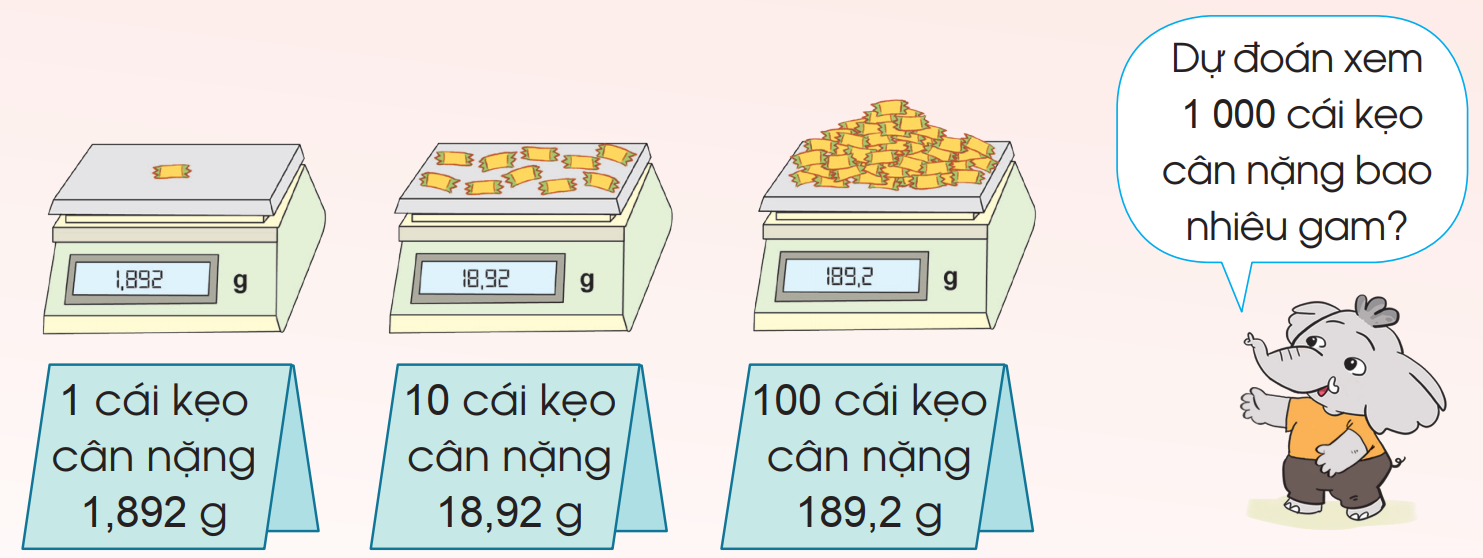 1,892 g
18,92 g
189,2 g
Dự đoán xem
1 000 cái kẹo
cân nặng bao
nhiêu gam?
1 cái kẹo
cân nặng
1,892 g
10 cái kẹo
cân nặng
18,92 g
100 cái kẹo
cân nặng
189,2 g